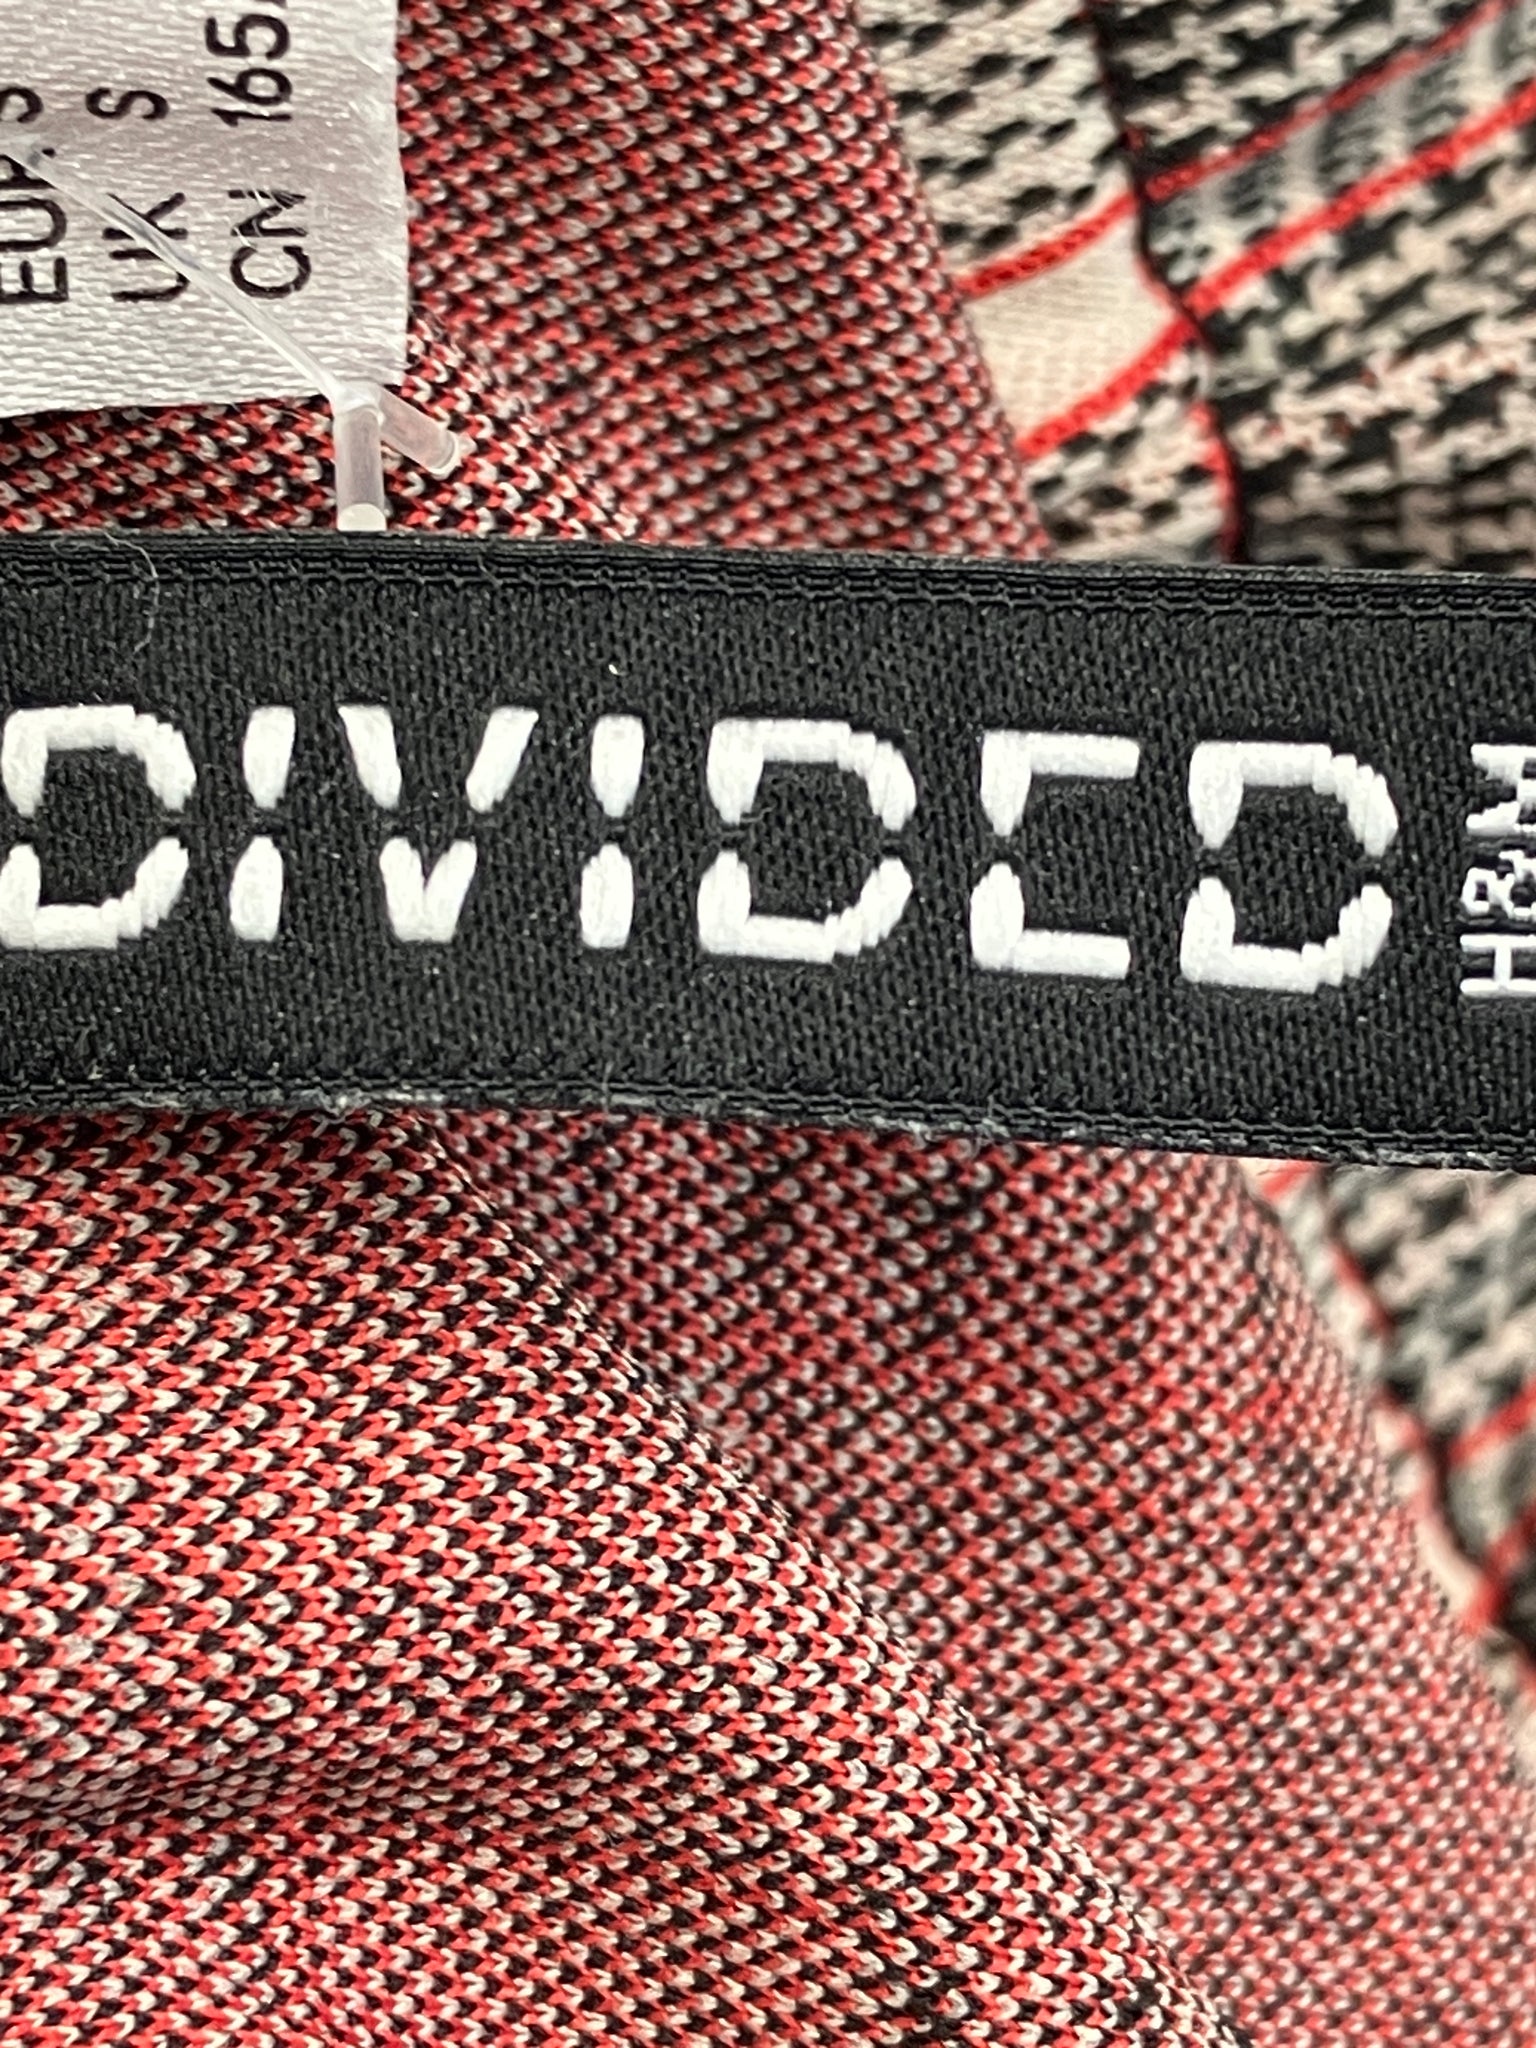 EUR S
UK S
CN 165
DIVIDED
H&M